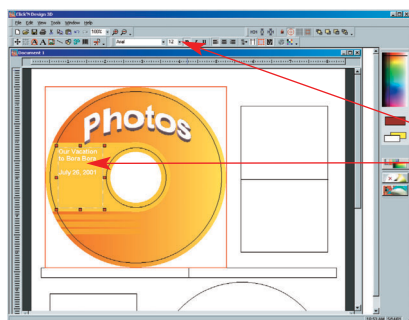 Click'N Design 3D
File Edit View Tools Window Help
100%
Arial
12
Document 1
Photos
Our Vacation
to Bora Bora
July 26, 2001